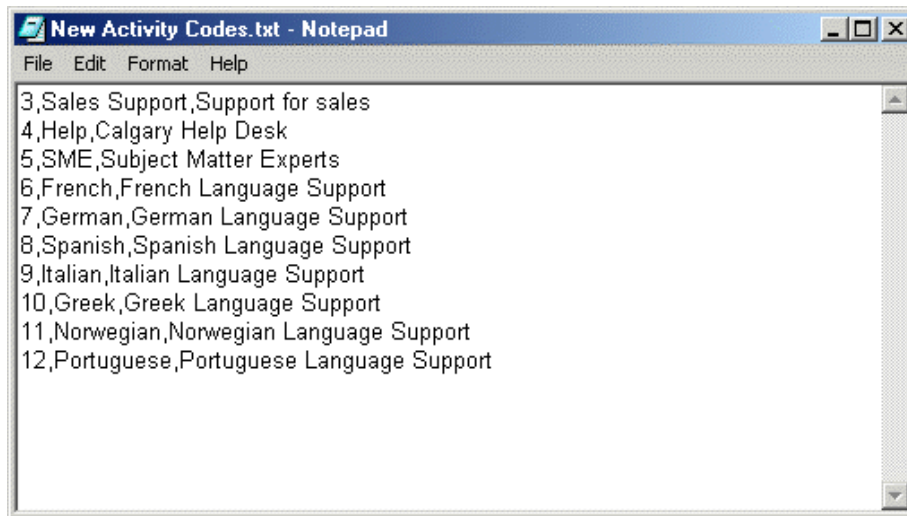 New Activity Codes.txt - Notepad
File Edit Format Help
3,Sales Support,Support for sales
4,Help,Calgary Help Desk
5,SME,Subject Matter Experts
6,French,French Language Support
7,German,German Language Support
8,Spanish,Spanish Language Support
9,Italian,Italian Language Support
10,Greek,Greek Language Support
11,Norwegian,Norwegian Language Support
12,Portuguese,Portuguese Language Support